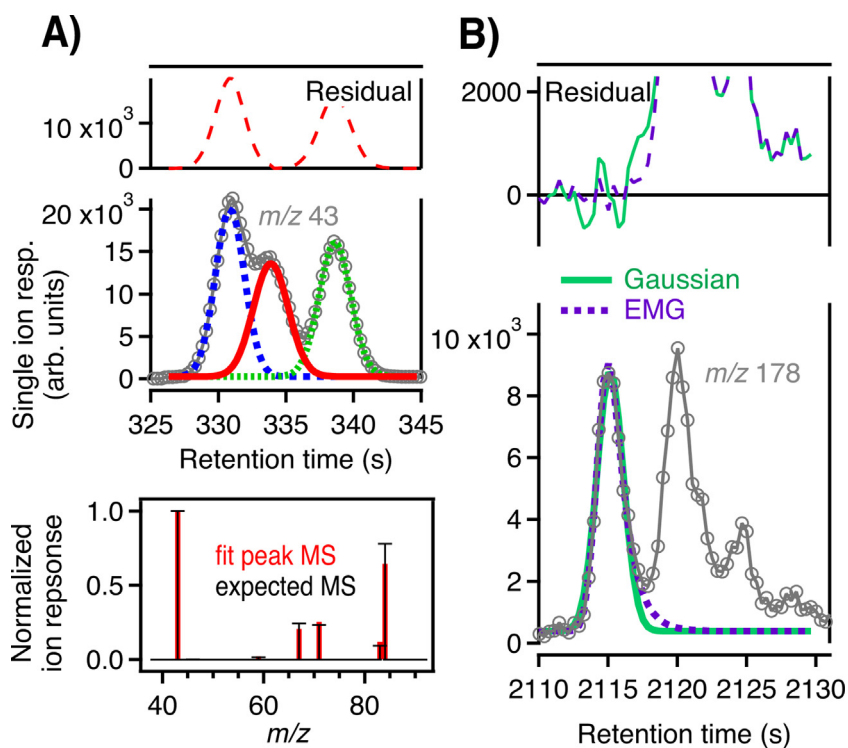 A)
Residual
10 x10³
0
20 x10³
15
10
5
0
m/z 43
Single ion resp.
(arb. units)
325 330 335 340 345
Retention time (s)
1.0
0.5
0.0
Normalized
ion repsonse
fit peak MS
expected MS
40 60 80
m/z
B)
2000
0
Residual
Gaussian
EMG
10 x10³
8
6
4
2
0
m/z 178
2110 2115 2120 2125 2130
Retention time (s)